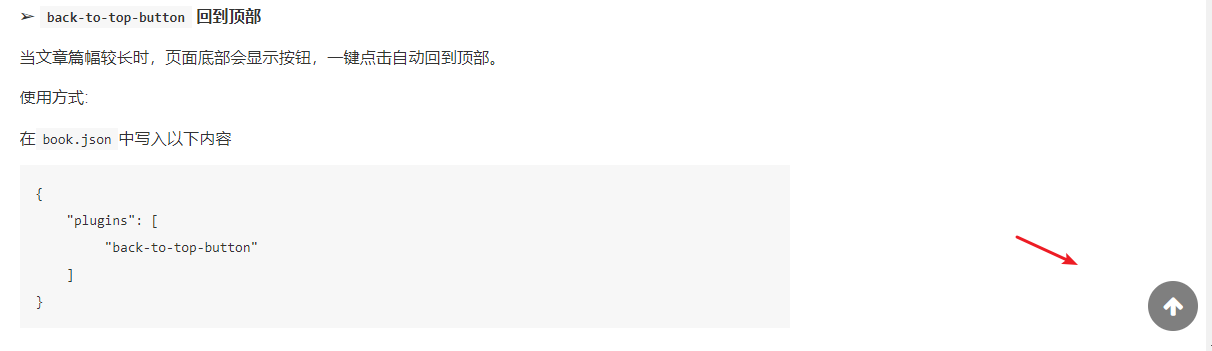 ➢ back-to-top-button 回到顶部
当文章篇幅较长时，页面底部会显示按钮，一键点击自动回到顶部。
使用方式:
在 book.json 中写入以下内容
{
    "plugins": [
         "back-to-top-button"
    ]
}